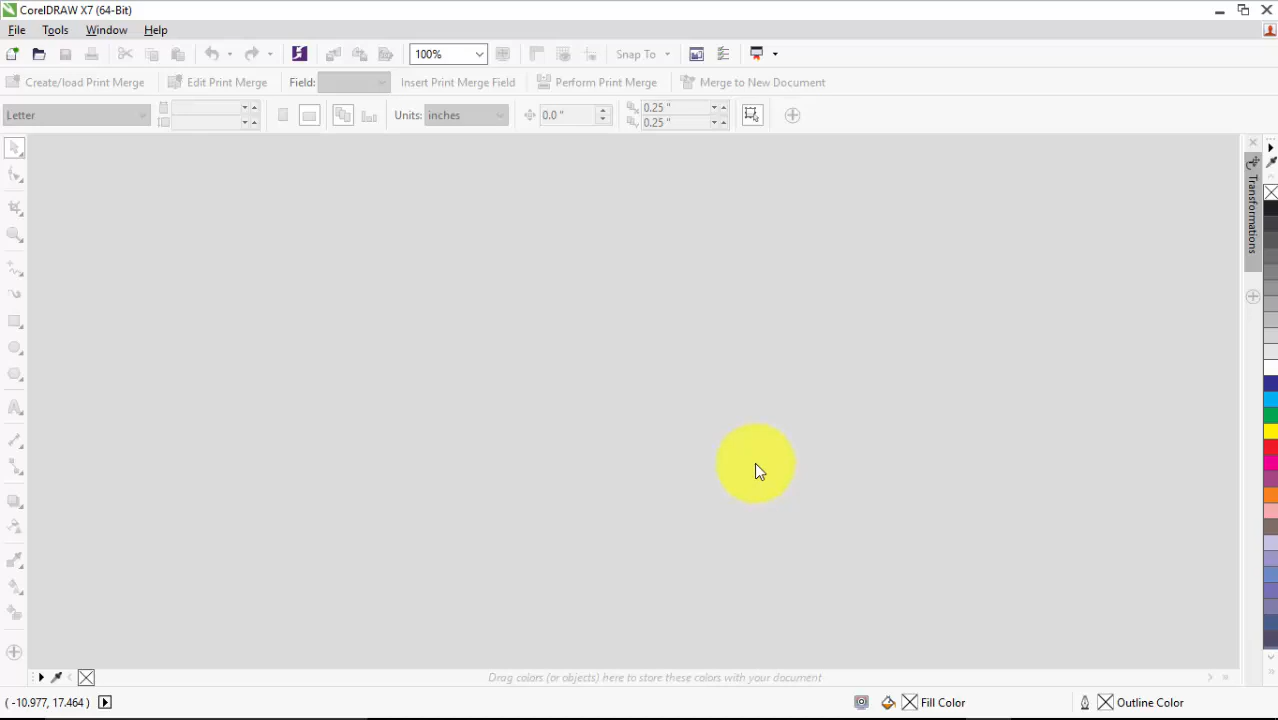 CorelDRAW X7 (64-Bit)
File Tools Window Help
100% Snap To
Create/load Print Merge Edit Print Merge Field: Insert Print Merge Field Perform Print Merge Merge to New Document
Letter Units: inches 0.0 " 0.25 "
0.25 "
Transformations
Drag colors (or objects) here to store these colors with your document
( -10.977, 17.464 ) Fill Color Outline Color